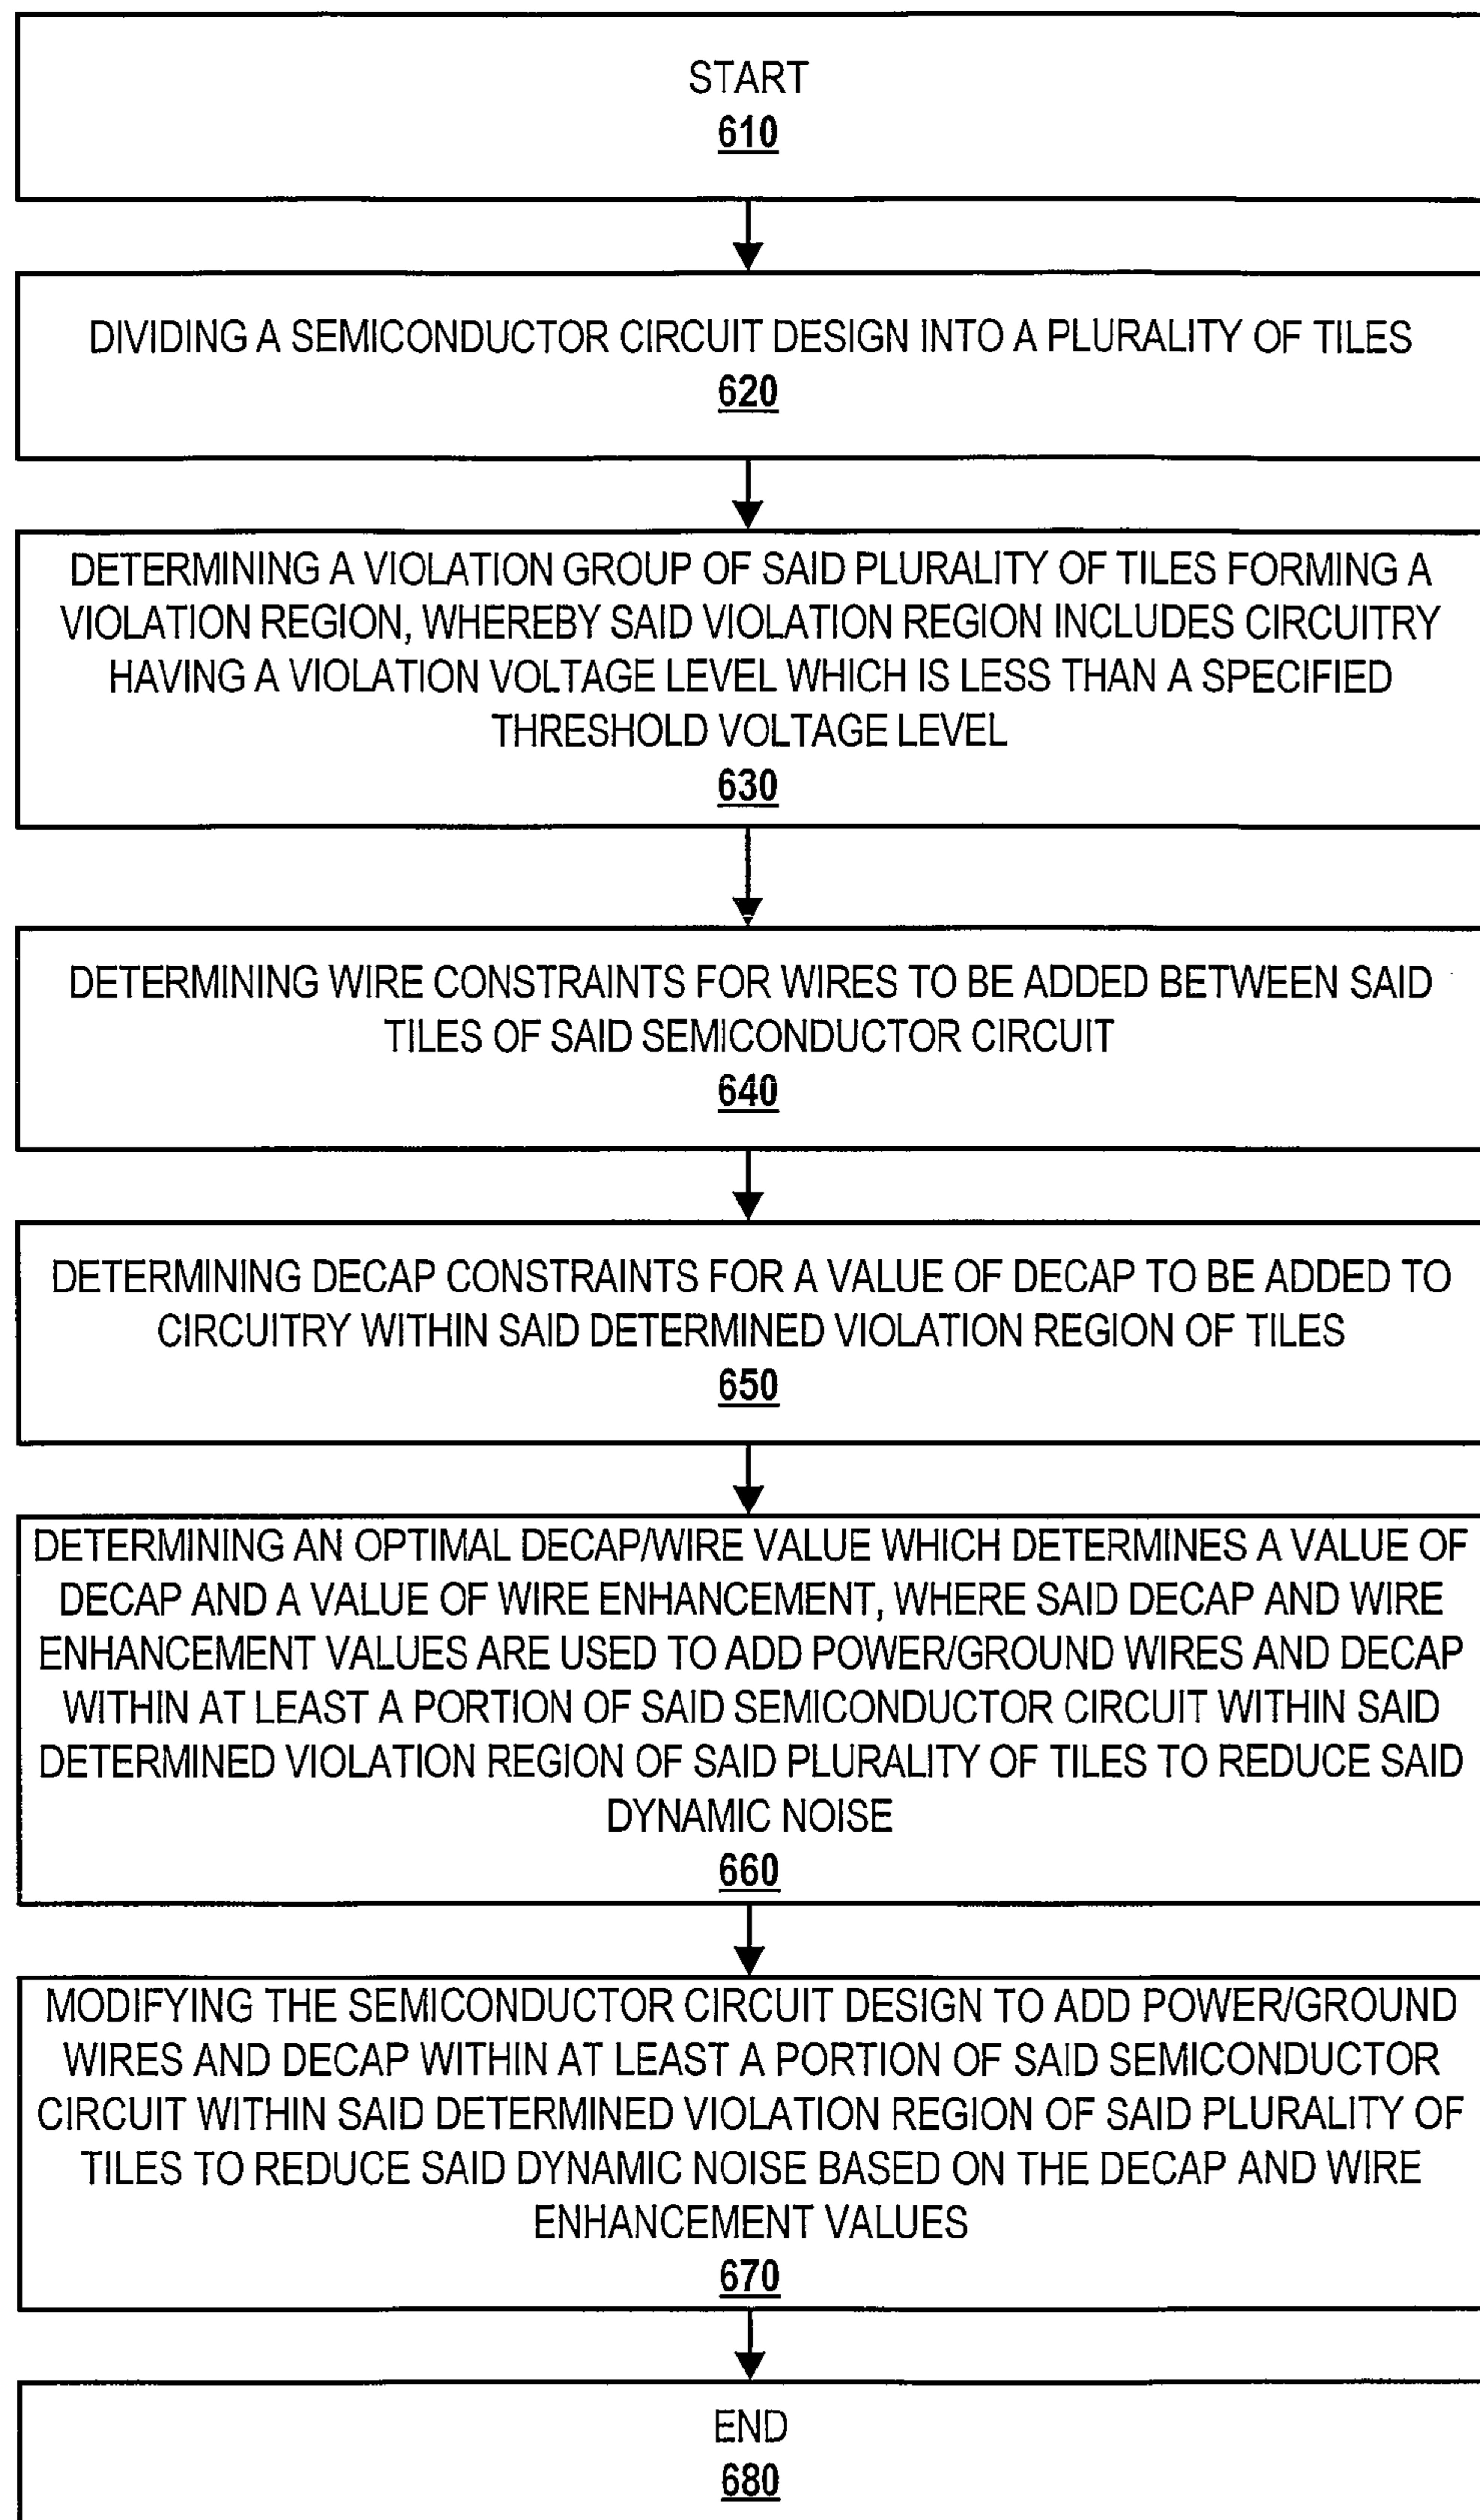 START
610
DIVIDING A SEMICONDUCTOR CIRCUIT DESIGN INTO A PLURALITY OF TILES
620
DETERMINING A VIOLATION GROUP OF SAID PLURALITY OF TILES FORMING A
VIOLATION REGION, WHEREBY SAID VIOLATION REGION INCLUDES CIRCUITRY
HAVING A VIOLATION VOLTAGE LEVEL WHICH IS LESS THAN A SPECIFIED
THRESHOLD VOLTAGE LEVEL
630
DETERMINING WIRE CONSTRAINTS FOR WIRES TO BE ADDED BETWEEN SAID
TILES OF SAID SEMICONDUCTOR CIRCUIT
640
DETERMINING DECAP CONSTRAINTS FOR A VALUE OF DECAP TO BE ADDED TO
CIRCUITRY WITHIN SAID DETERMINED VIOLATION REGION OF TILES
650
DETERMINING AN OPTIMAL DECAP/WIRE VALUE WHICH DETERMINES A VALUE OF
DECAP AND A VALUE OF WIRE ENHANCEMENT, WHERE SAID DECAP AND WIRE
ENHANCEMENT VALUES ARE USED TO ADD POWER/GROUND WIRES AND DECAP
WITHIN AT LEAST A PORTION OF SAID SEMICONDUCTOR CIRCUIT WITHIN SAID
DETERMINED VIOLATION REGION OF SAID PLURALITY OF TILES TO REDUCE SAID
DYNAMIC NOISE
660
MODIFYING THE SEMICONDUCTOR CIRCUIT DESIGN TO ADD POWER/GROUND
WIRES AND DECAP WITHIN AT LEAST A PORTION OF SAID SEMICONDUCTOR
CIRCUIT WITHIN SAID DETERMINED VIOLATION REGION OF SAID PLURALITY OF
TILES TO REDUCE SAID DYNAMIC NOISE BASED ON THE DECAP AND WIRE
ENHANCEMENT VALUES
670
END
680